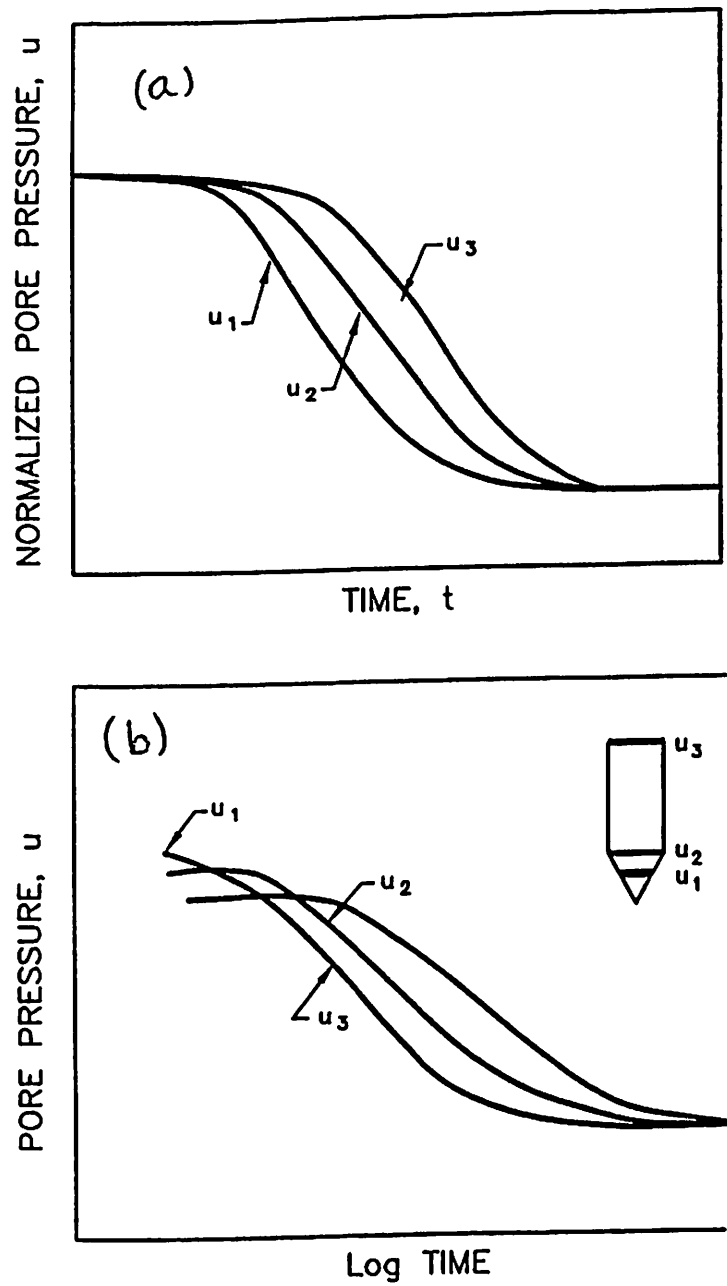 (a)
NORMALIZED PORE PRESSURE, u
u₁
u₂
u₃
TIME, t
(b)
PORE PRESSURE, u
u₁
u₂
u₃
u₃
u₂
u₁
Log TIME